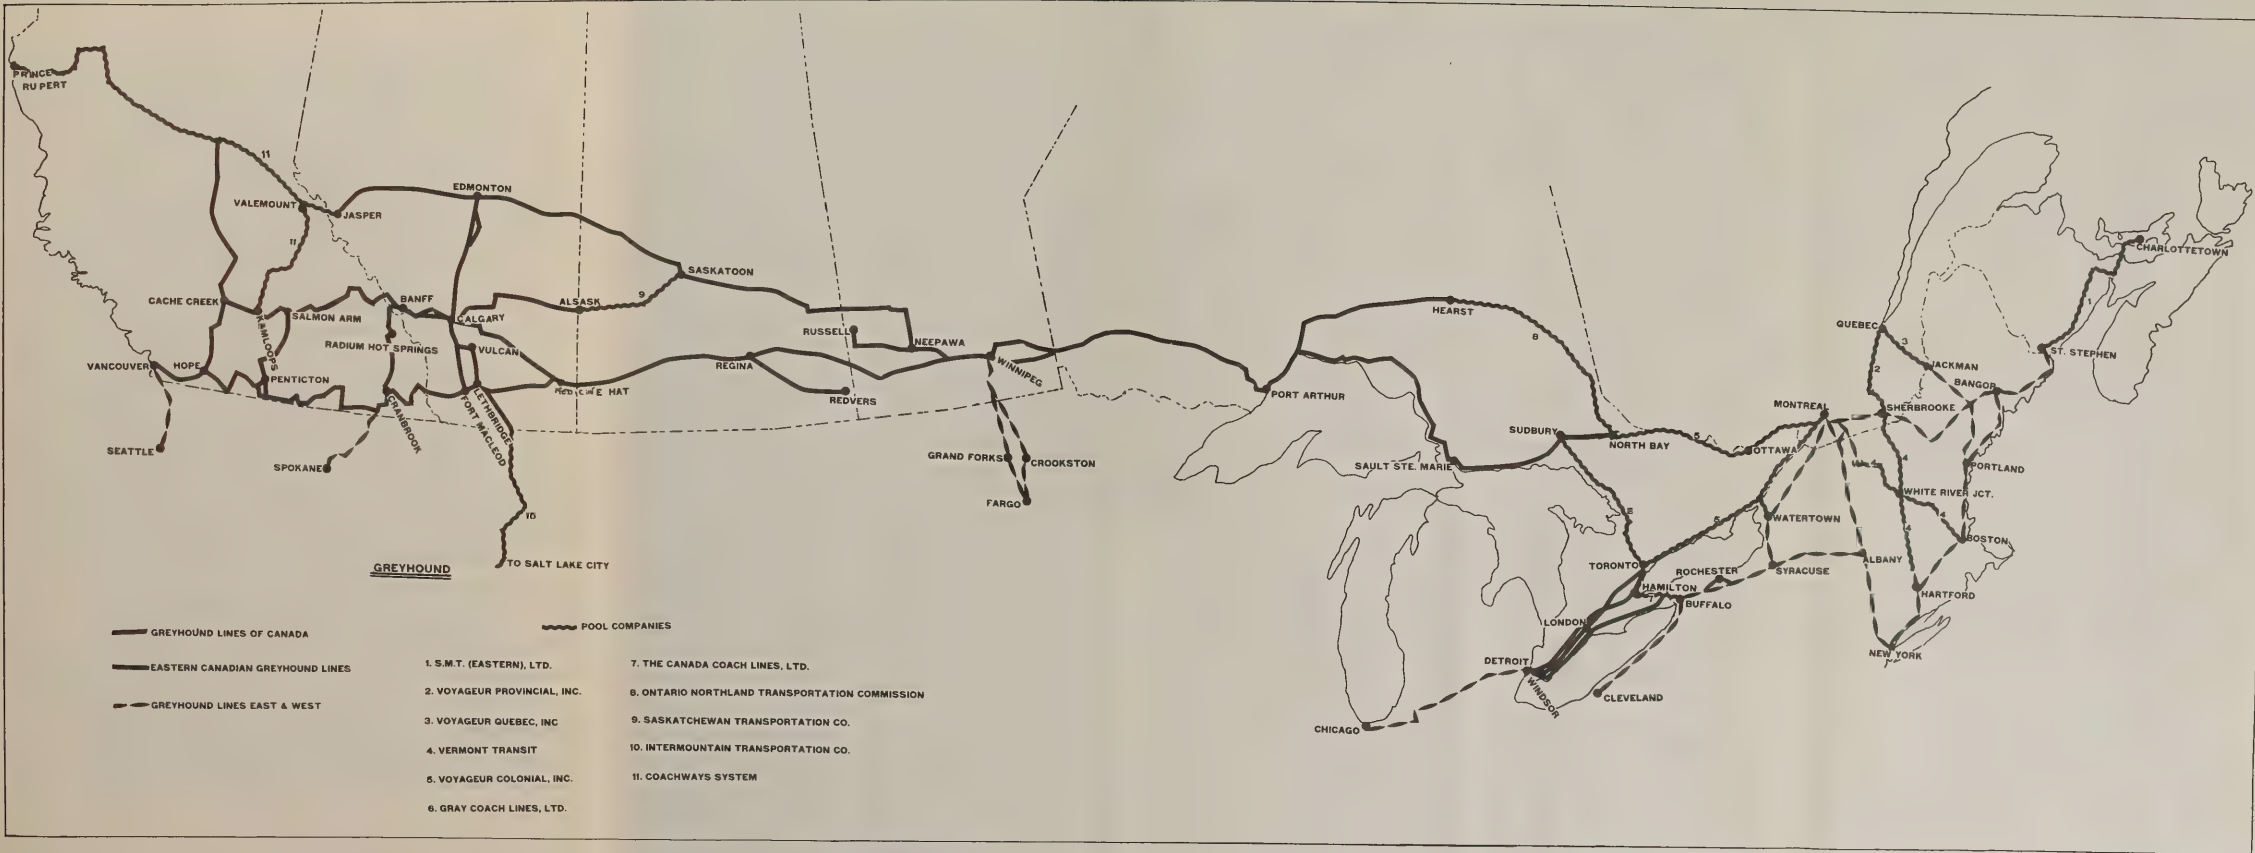 PRINCE
RUPERT
11
VALEMOUNT
JASPER
EDMONTON
11
SASKATOON
CACHE CREEK
KAMLOOPS
SALMON ARM
BANFF
CALGARY
ALSASK
9
RUSSELL
NEEPAWA
RADIUM HOT SPRINGS
VULCAN
VANCOUVER
HOPE
PENTICTON
REGINA
WINNIPEG
REDVERS
CRANBROOK
LETHBRIDGE
FORT MACLEOD
SEATTLE
SPOKANE
GRAND FORKS
CROOKSTON
FARGO
TO SALT LAKE CITY
HEARST
8
PORT ARTHUR
SUDBURY
NORTH BAY
SAULT STE. MARIE
5
OTTAWA
MONTREAL
QUEBEC
3
2
JACKMAN
BANGOR
SHERBROOKE
ST. STEPHEN
1
CHARLOTTETOWN
4
PORTLAND
WHITE RIVER JCT.
4
4
WATERTOWN
5
TORONTO
ROCHESTER
SYRACUSE
ALBANY
BOSTON
HAMILTON
7
BUFFALO
HARTFORD
LONDON
NEW YORK
DETROIT
WINDSOR
CLEVELAND
CHICAGO
GREYHOUND
GREYHOUND LINES OF CANADA
EASTERN CANADIAN GREYHOUND LINES
GREYHOUND LINES EAST & WEST
POOL COMPANIES
1. S.M.T. (EASTERN), LTD.
2. VOYAGEUR PROVINCIAL, INC.
3. VOYAGEUR QUEBEC, INC
4. VERMONT TRANSIT
5. VOYAGEUR COLONIAL, INC.
6. GRAY COACH LINES, LTD.
7. THE CANADA COACH LINES, LTD.
8. ONTARIO NORTHLAND TRANSPORTATION COMMISSION
9. SASKATCHEWAN TRANSPORTATION CO.
10. INTERMOUNTAIN TRANSPORTATION CO.
11. COACHWAYS SYSTEM